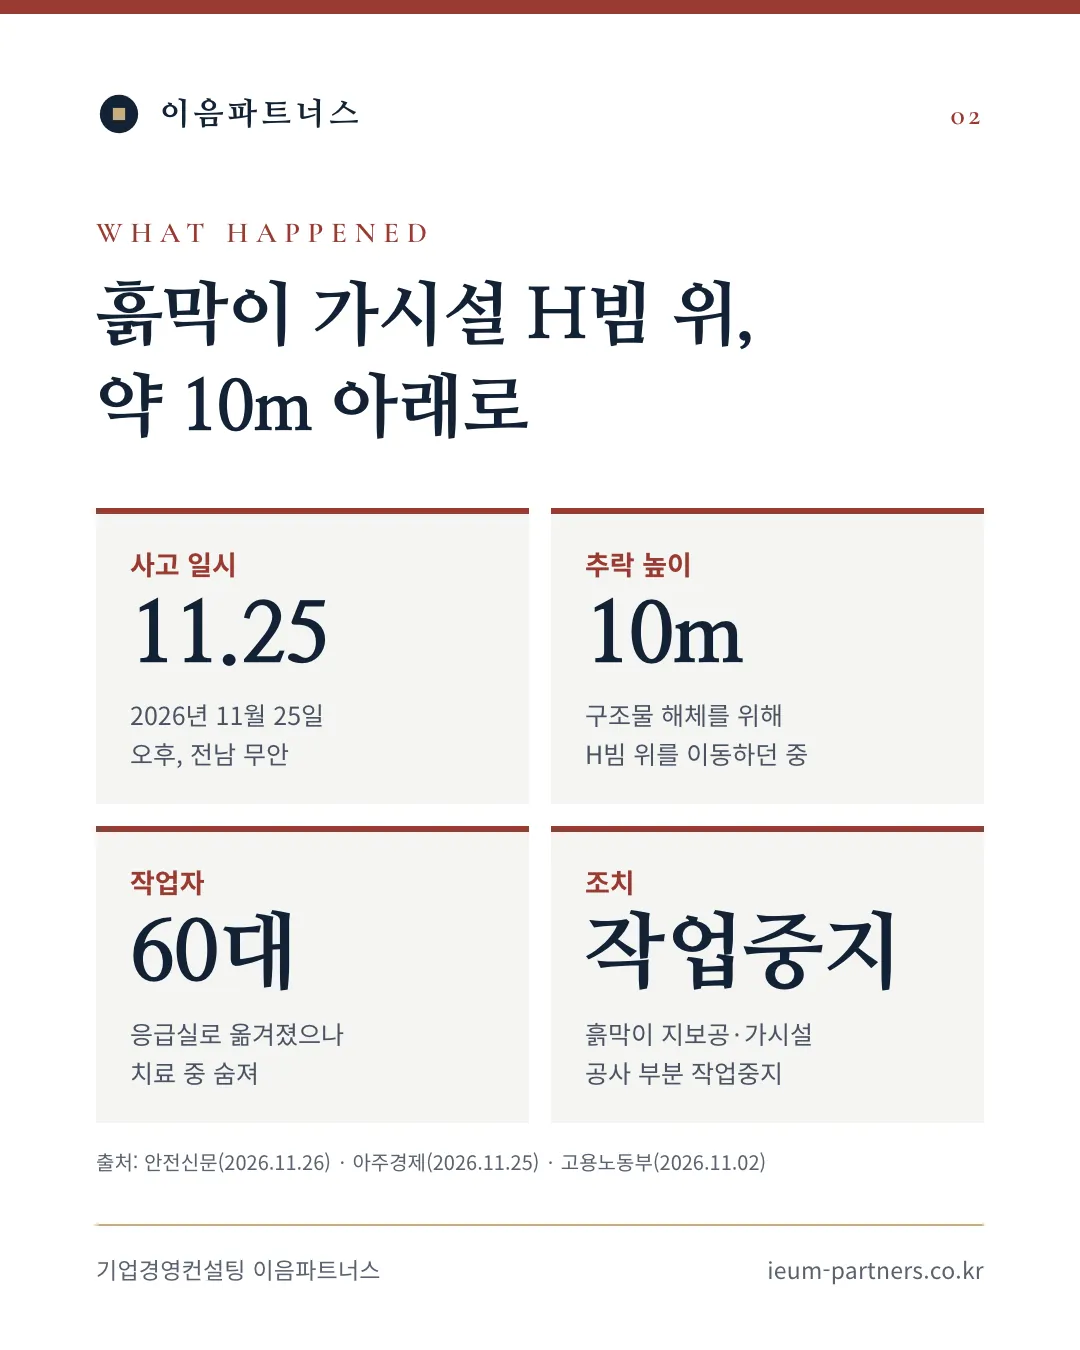 이음파트너스
02
WHAT HAPPENED
흙막이 가시설 H빔 위,
약 10m 아래로
사고 일시
11.25
2026년 11월 25일
오후, 전남 무안
추락 높이
10m
구조물 해체를 위해
H빔 위를 이동하던 중
작업자
60대
응급실로 옮겨졌으나
치료 중 숨져
조치
작업중지
흙막이 지보공·가시설
공사 부분 작업중지
출처: 안전신문(2026.11.26) · 아주경제(2026.11.25) · 고용노동부(2026.11.02)
기업경영컨설팅 이음파트너스
ieum-partners.co.kr